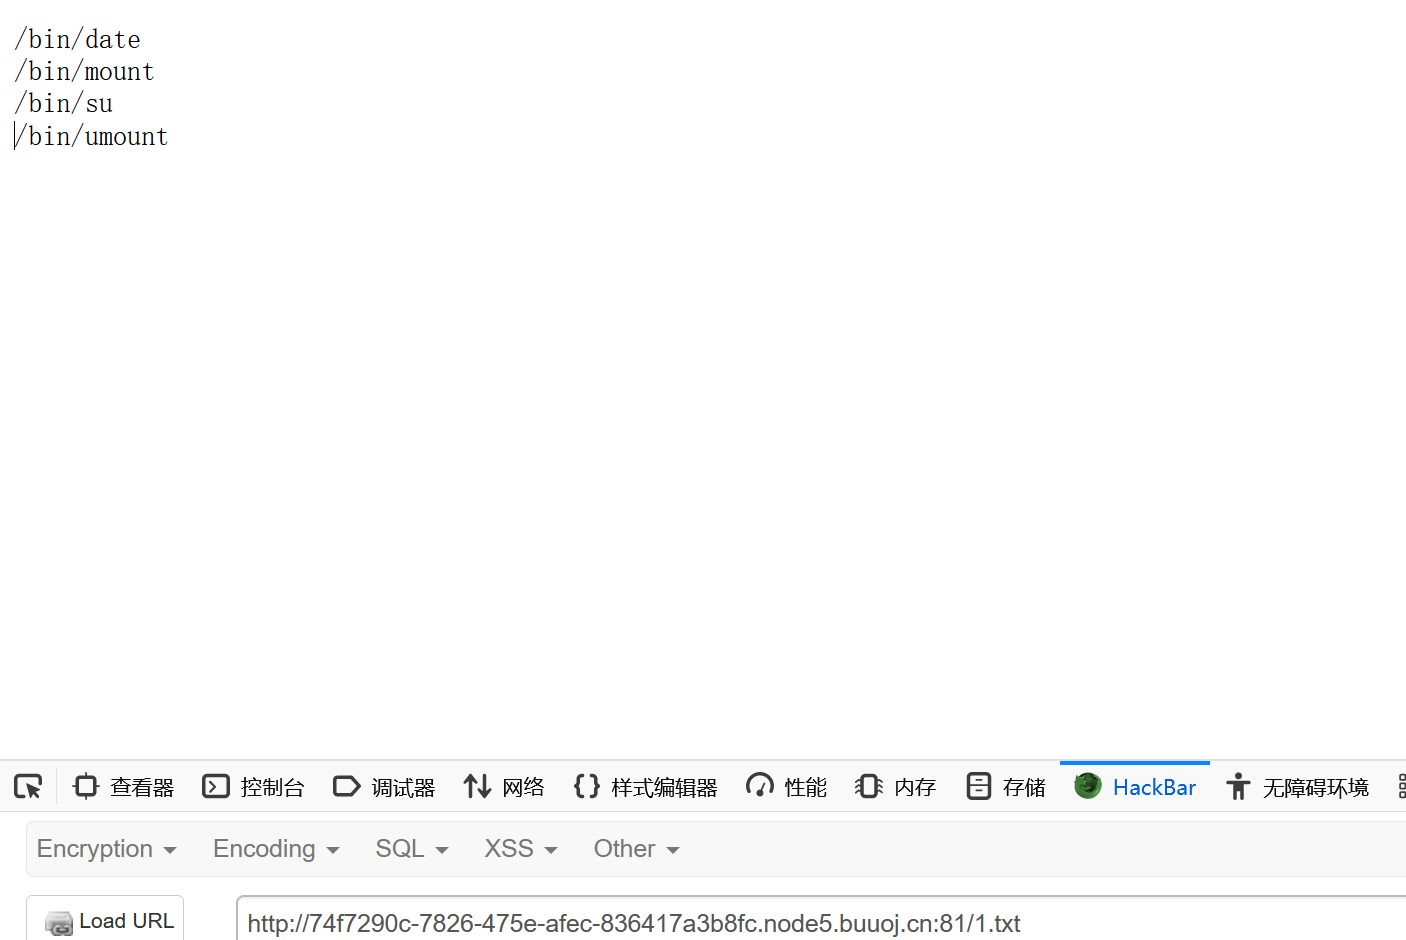 /bin/date
/bin/mount
/bin/su
/bin/umount
查看器 控制台 调试器 网络 样式编辑器 性能 内存 存储 HackBar 无障碍环境
Encryption Encoding SQL XSS Other
Load URL http://74f7290c-7826-475e-afec-836417a3b8fc.node5.buuoj.cn:81/1.txt